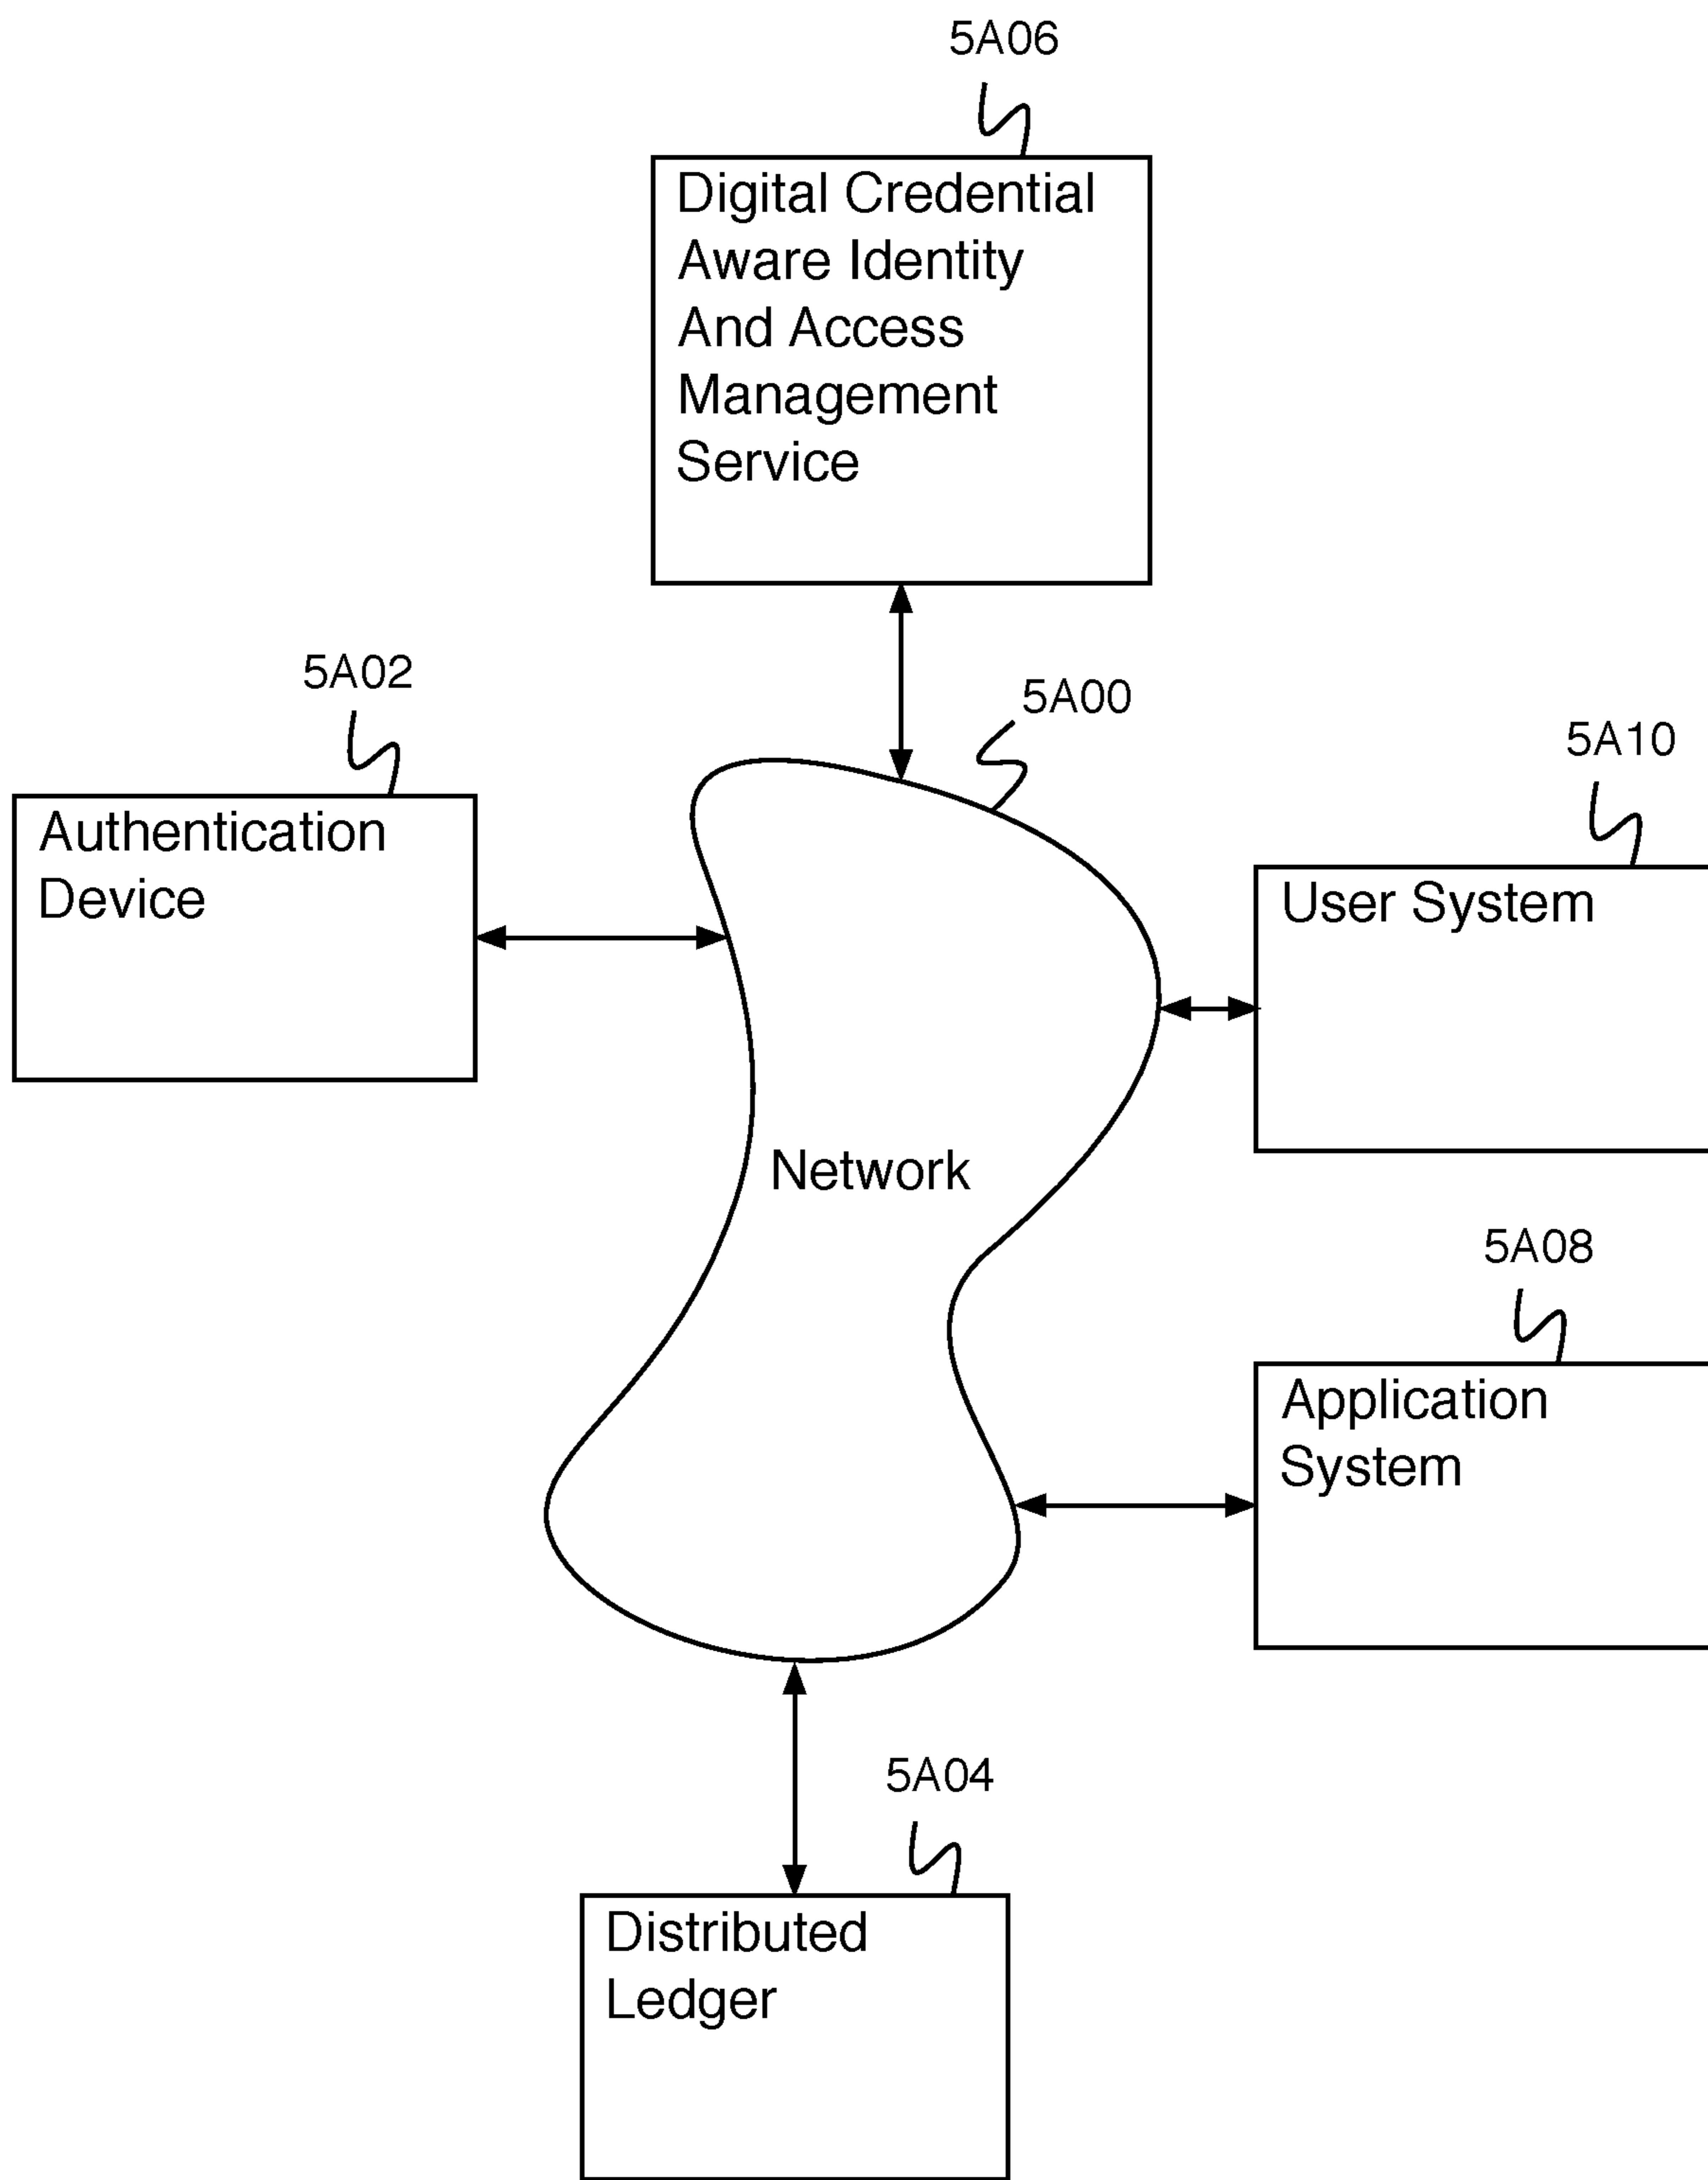 5A06
Digital Credential
Aware Identity
And Access
Management
Service
5A02
5A00
5A10
Authentication
Device
User System
Network
5A08
Application
System
5A04
Distributed
Ledger